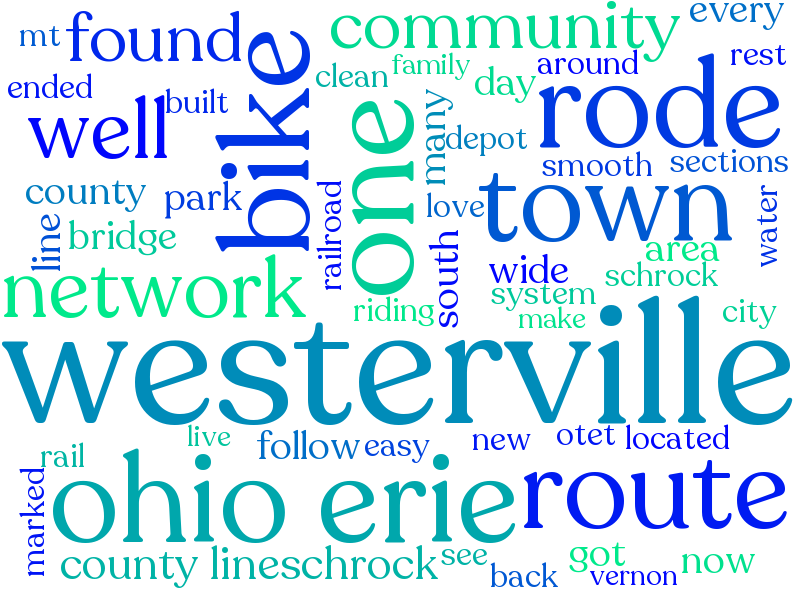 every
mt
found
community
rest
ended
built
bike
clean
family
day
around
rode
well
one
many
depot
smooth
sections
county
park
railroad
love
town
water
line
bridge
south
wide
area
schrock
network
riding
system
make
city
westerville
live
follow
easy
new
otet
located
rail
marked
ohio erie
route
county line
schrock
see
back
got
vernon
now